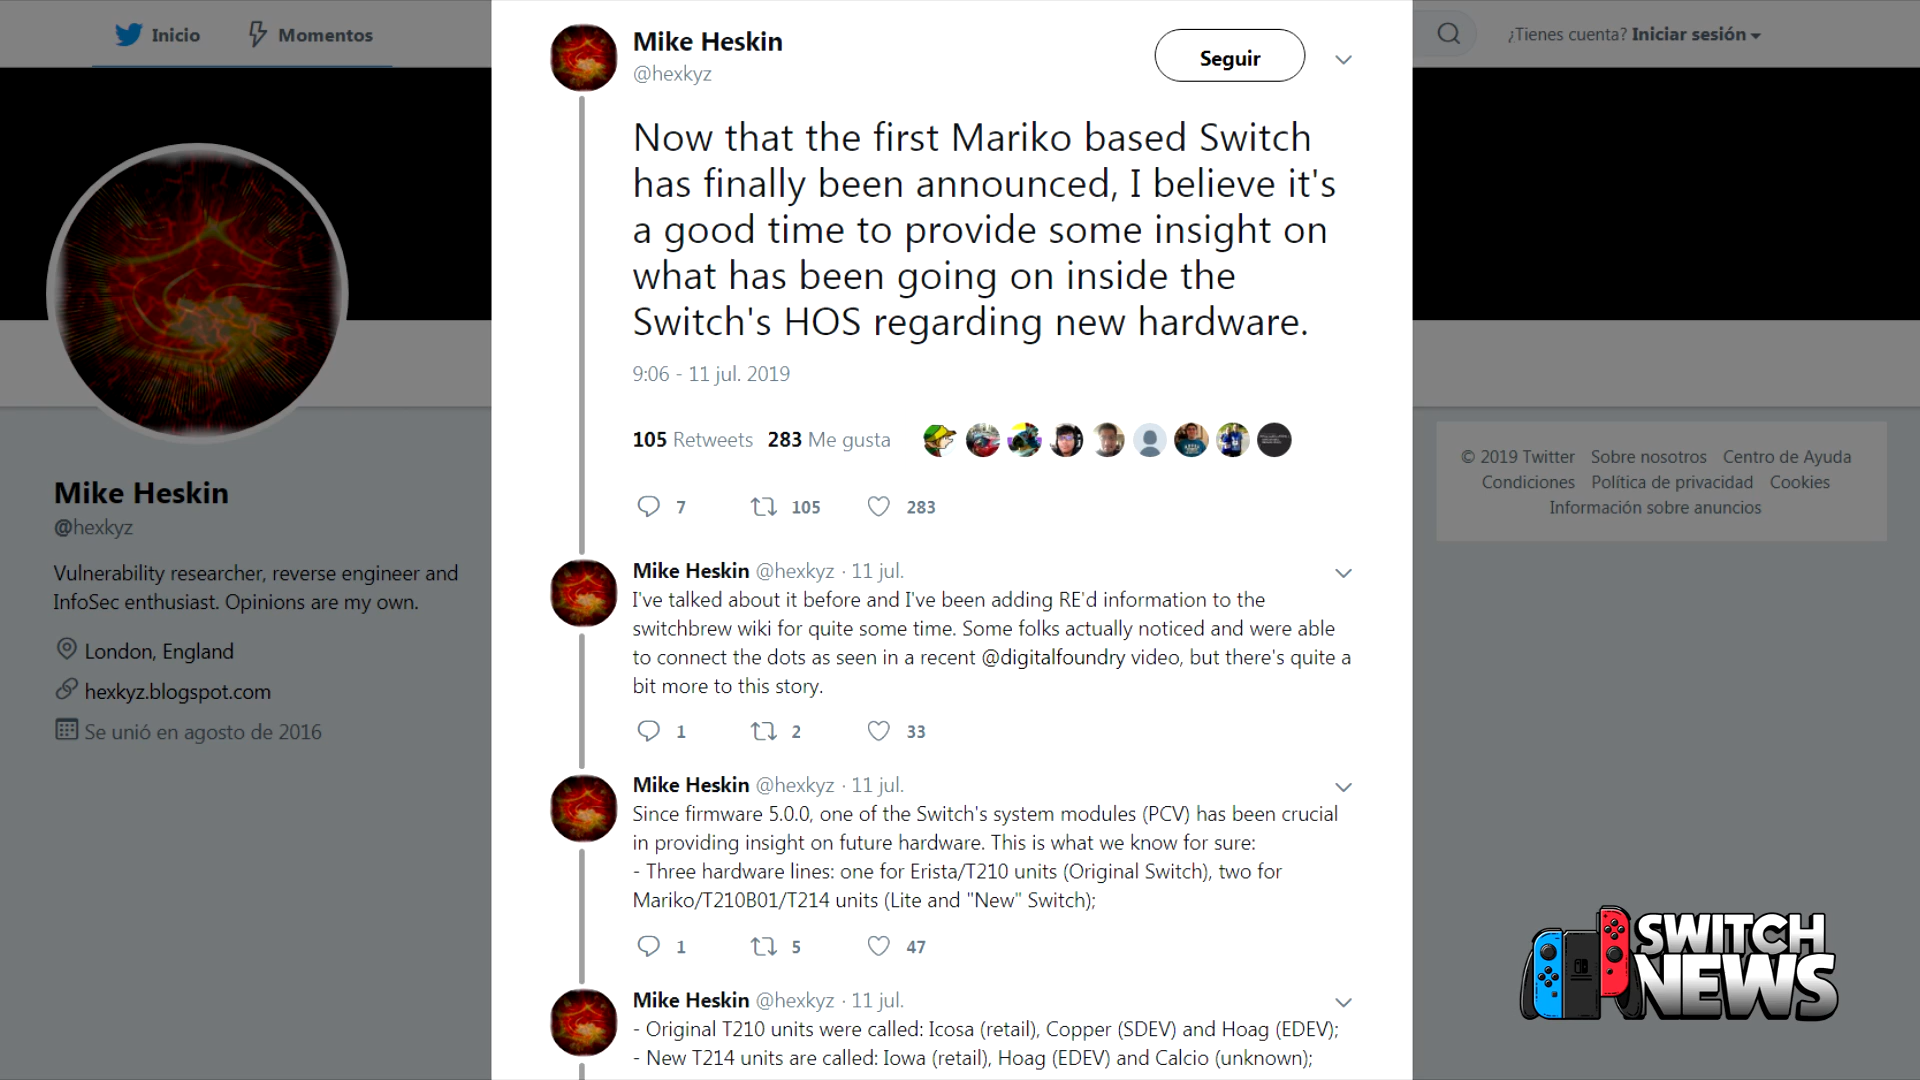 Inicio
Momentos
¿Tienes cuenta? Iniciar sesión
Mike Heskin
@hexkyz
Vulnerability researcher, reverse engineer and
InfoSec enthusiast. Opinions are my own.
London, England
hexkyz.blogspot.com
Se unió en agosto de 2016
Mike Heskin
@hexkyz
Seguir
Now that the first Mariko based Switch
has finally been announced, I believe it's
a good time to provide some insight on
what has been going on inside the
Switch's HOS regarding new hardware.
9:06 - 11 jul. 2019
105 Retweets 283 Me gusta
7 105 283
Mike Heskin @hexkyz · 11 jul.
I've talked about it before and I've been adding RE'd information to the
switchbrew wiki for quite some time. Some folks actually noticed and were able
to connect the dots as seen in a recent @digitalfoundry video, but there's quite a
bit more to this story.
1 2 33
Mike Heskin @hexkyz · 11 jul.
Since firmware 5.0.0, one of the Switch's system modules (PCV) has been crucial
in providing insight on future hardware. This is what we know for sure:
- Three hardware lines: one for Erista/T210 units (Original Switch), two for
Mariko/T210B01/T214 units (Lite and "New" Switch);
1 5 47
Mike Heskin @hexkyz · 11 jul.
- Original T210 units were called: Icosa (retail), Copper (SDEV) and Hoag (EDEV);
- New T214 units are called: Iowa (retail), Hoag (EDEV) and Calcio (unknown);
© 2019 Twitter Sobre nosotros Centro de Ayuda
Condiciones Política de privacidad Cookies
Información sobre anuncios
SWITCH
NEWS